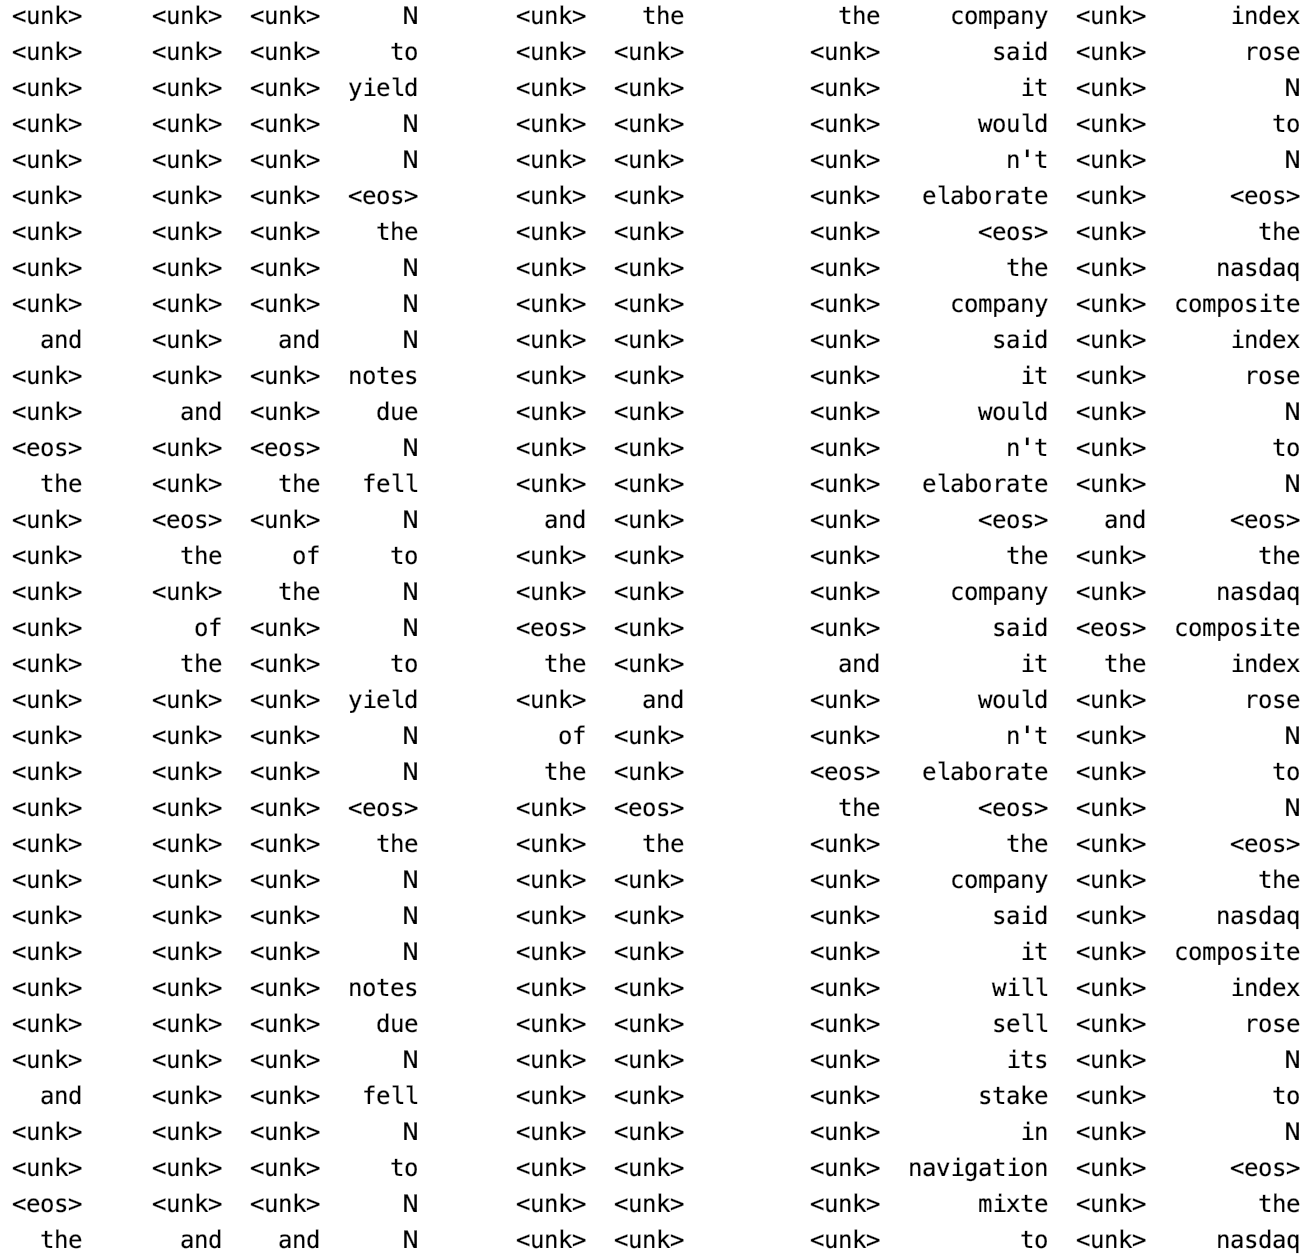 <unk> <unk> <unk> N <unk> the the company <unk> index
<unk> <unk> <unk> to <unk> <unk> <unk> said <unk> rose
<unk> <unk> <unk> yield <unk> <unk> <unk> it <unk> N
<unk> <unk> <unk> N <unk> <unk> <unk> would <unk> to
<unk> <unk> <unk> N <unk> <unk> <unk> n't <unk> N
<unk> <unk> <unk> <eos> <unk> <unk> <unk> elaborate <unk> <eos>
<unk> <unk> <unk> the <unk> <unk> <unk> <eos> <unk> the
<unk> <unk> <unk> N <unk> <unk> <unk> the <unk> nasdaq
<unk> <unk> <unk> N <unk> <unk> <unk> company <unk> composite
and <unk> and N <unk> <unk> <unk> said <unk> index
<unk> <unk> <unk> notes <unk> <unk> <unk> it <unk> rose
<unk> and <unk> due <unk> <unk> <unk> would <unk> N
<eos> <unk> <eos> N <unk> <unk> <unk> n't <unk> to
the <unk> the fell <unk> <unk> <unk> elaborate <unk> N
<unk> <eos> <unk> N and <unk> <unk> <eos> and <eos>
<unk> the of to <unk> <unk> <unk> the <unk> the
<unk> <unk> the N <unk> <unk> <unk> company <unk> nasdaq
<unk> of <unk> N <eos> <unk> <unk> said <eos> composite
<unk> the <unk> to the <unk> and it the index
<unk> <unk> <unk> yield <unk> and <unk> would <unk> rose
<unk> <unk> <unk> N of <unk> <unk> n't <unk> N
<unk> <unk> <unk> N the <unk> <eos> elaborate <unk> to
<unk> <unk> <unk> <eos> <unk> <eos> the <eos> <unk> N
<unk> <unk> <unk> the <unk> the <unk> the <unk> <eos>
<unk> <unk> <unk> N <unk> <unk> <unk> company <unk> the
<unk> <unk> <unk> N <unk> <unk> <unk> said <unk> nasdaq
<unk> <unk> <unk> N <unk> <unk> <unk> it <unk> composite
<unk> <unk> <unk> notes <unk> <unk> <unk> will <unk> index
<unk> <unk> <unk> due <unk> <unk> <unk> sell <unk> rose
<unk> <unk> <unk> N <unk> <unk> <unk> its <unk> N
and <unk> <unk> fell <unk> <unk> <unk> stake <unk> to
<unk> <unk> <unk> N <unk> <unk> <unk> in <unk> N
<unk> <unk> <unk> to <unk> <unk> <unk> navigation <unk> <eos>
<eos> <unk> <unk> N <unk> <unk> <unk> mixte <unk> the
the and and N <unk> <unk> <unk> to <unk> nasdaq